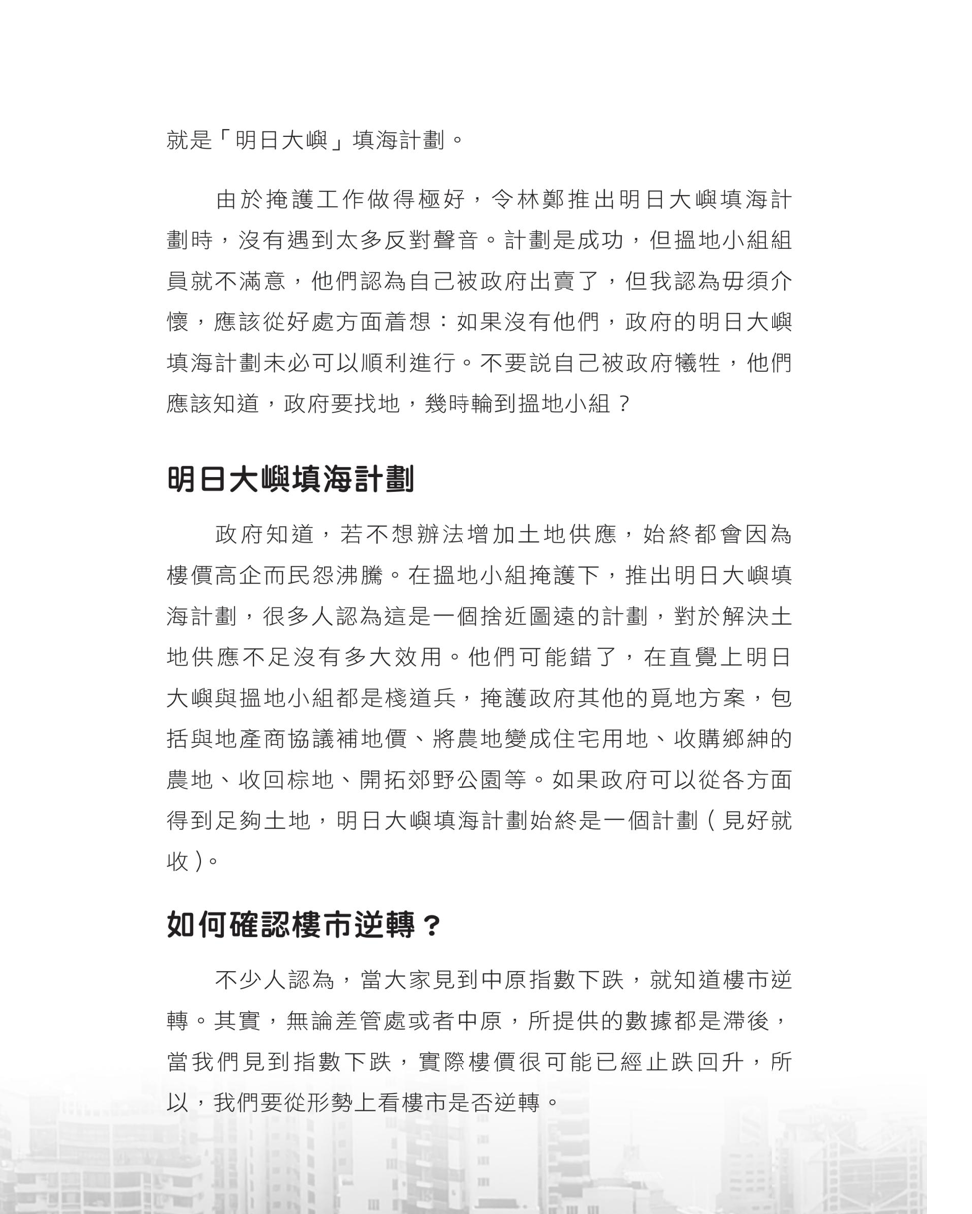 就是「明日大嶼」填海計劃。
由於掩護工作做得極好，令林鄭推出明日大嶼填海計
劃時，沒有遇到太多反對聲音。計劃是成功，但搵地小組組
員就不滿意，他們認為自己被政府出賣了，但我認為毋須介
懷，應該從好處方面着想：如果沒有他們，政府的明日大嶼
填海計劃未必可以順利進行。不要説自己被政府犧牲，他們
應該知道，政府要找地，幾時輪到搵地小組？
明日大嶼填海計劃
政府知道，若不想辦法增加土地供應，始終都會因為
樓價高企而民怨沸騰。在搵地小組掩護下，推出明日大嶼填
海計劃，很多人認為這是一個捨近圖遠的計劃，對於解決土
地供應不足沒有多大效用。他們可能錯了，在直覺上明日
大嶼與搵地小組都是棧道兵，掩護政府其他的覓地方案，包
括與地產商協議補地價、將農地變成住宅用地、收購鄉紳的
農地、收回棕地、開拓郊野公園等。如果政府可以從各方面
得到足夠土地，明日大嶼填海計劃始終是一個計劃（見好就
收）。
如何確認樓市逆轉？
不少人認為，當大家見到中原指數下跌，就知道樓市逆
轉。其實，無論差管處或者中原，所提供的數據都是滯後，
當我們見到指數下跌，實際樓價很可能已經止跌回升，所
以，我們要從形勢上看樓市是否逆轉。